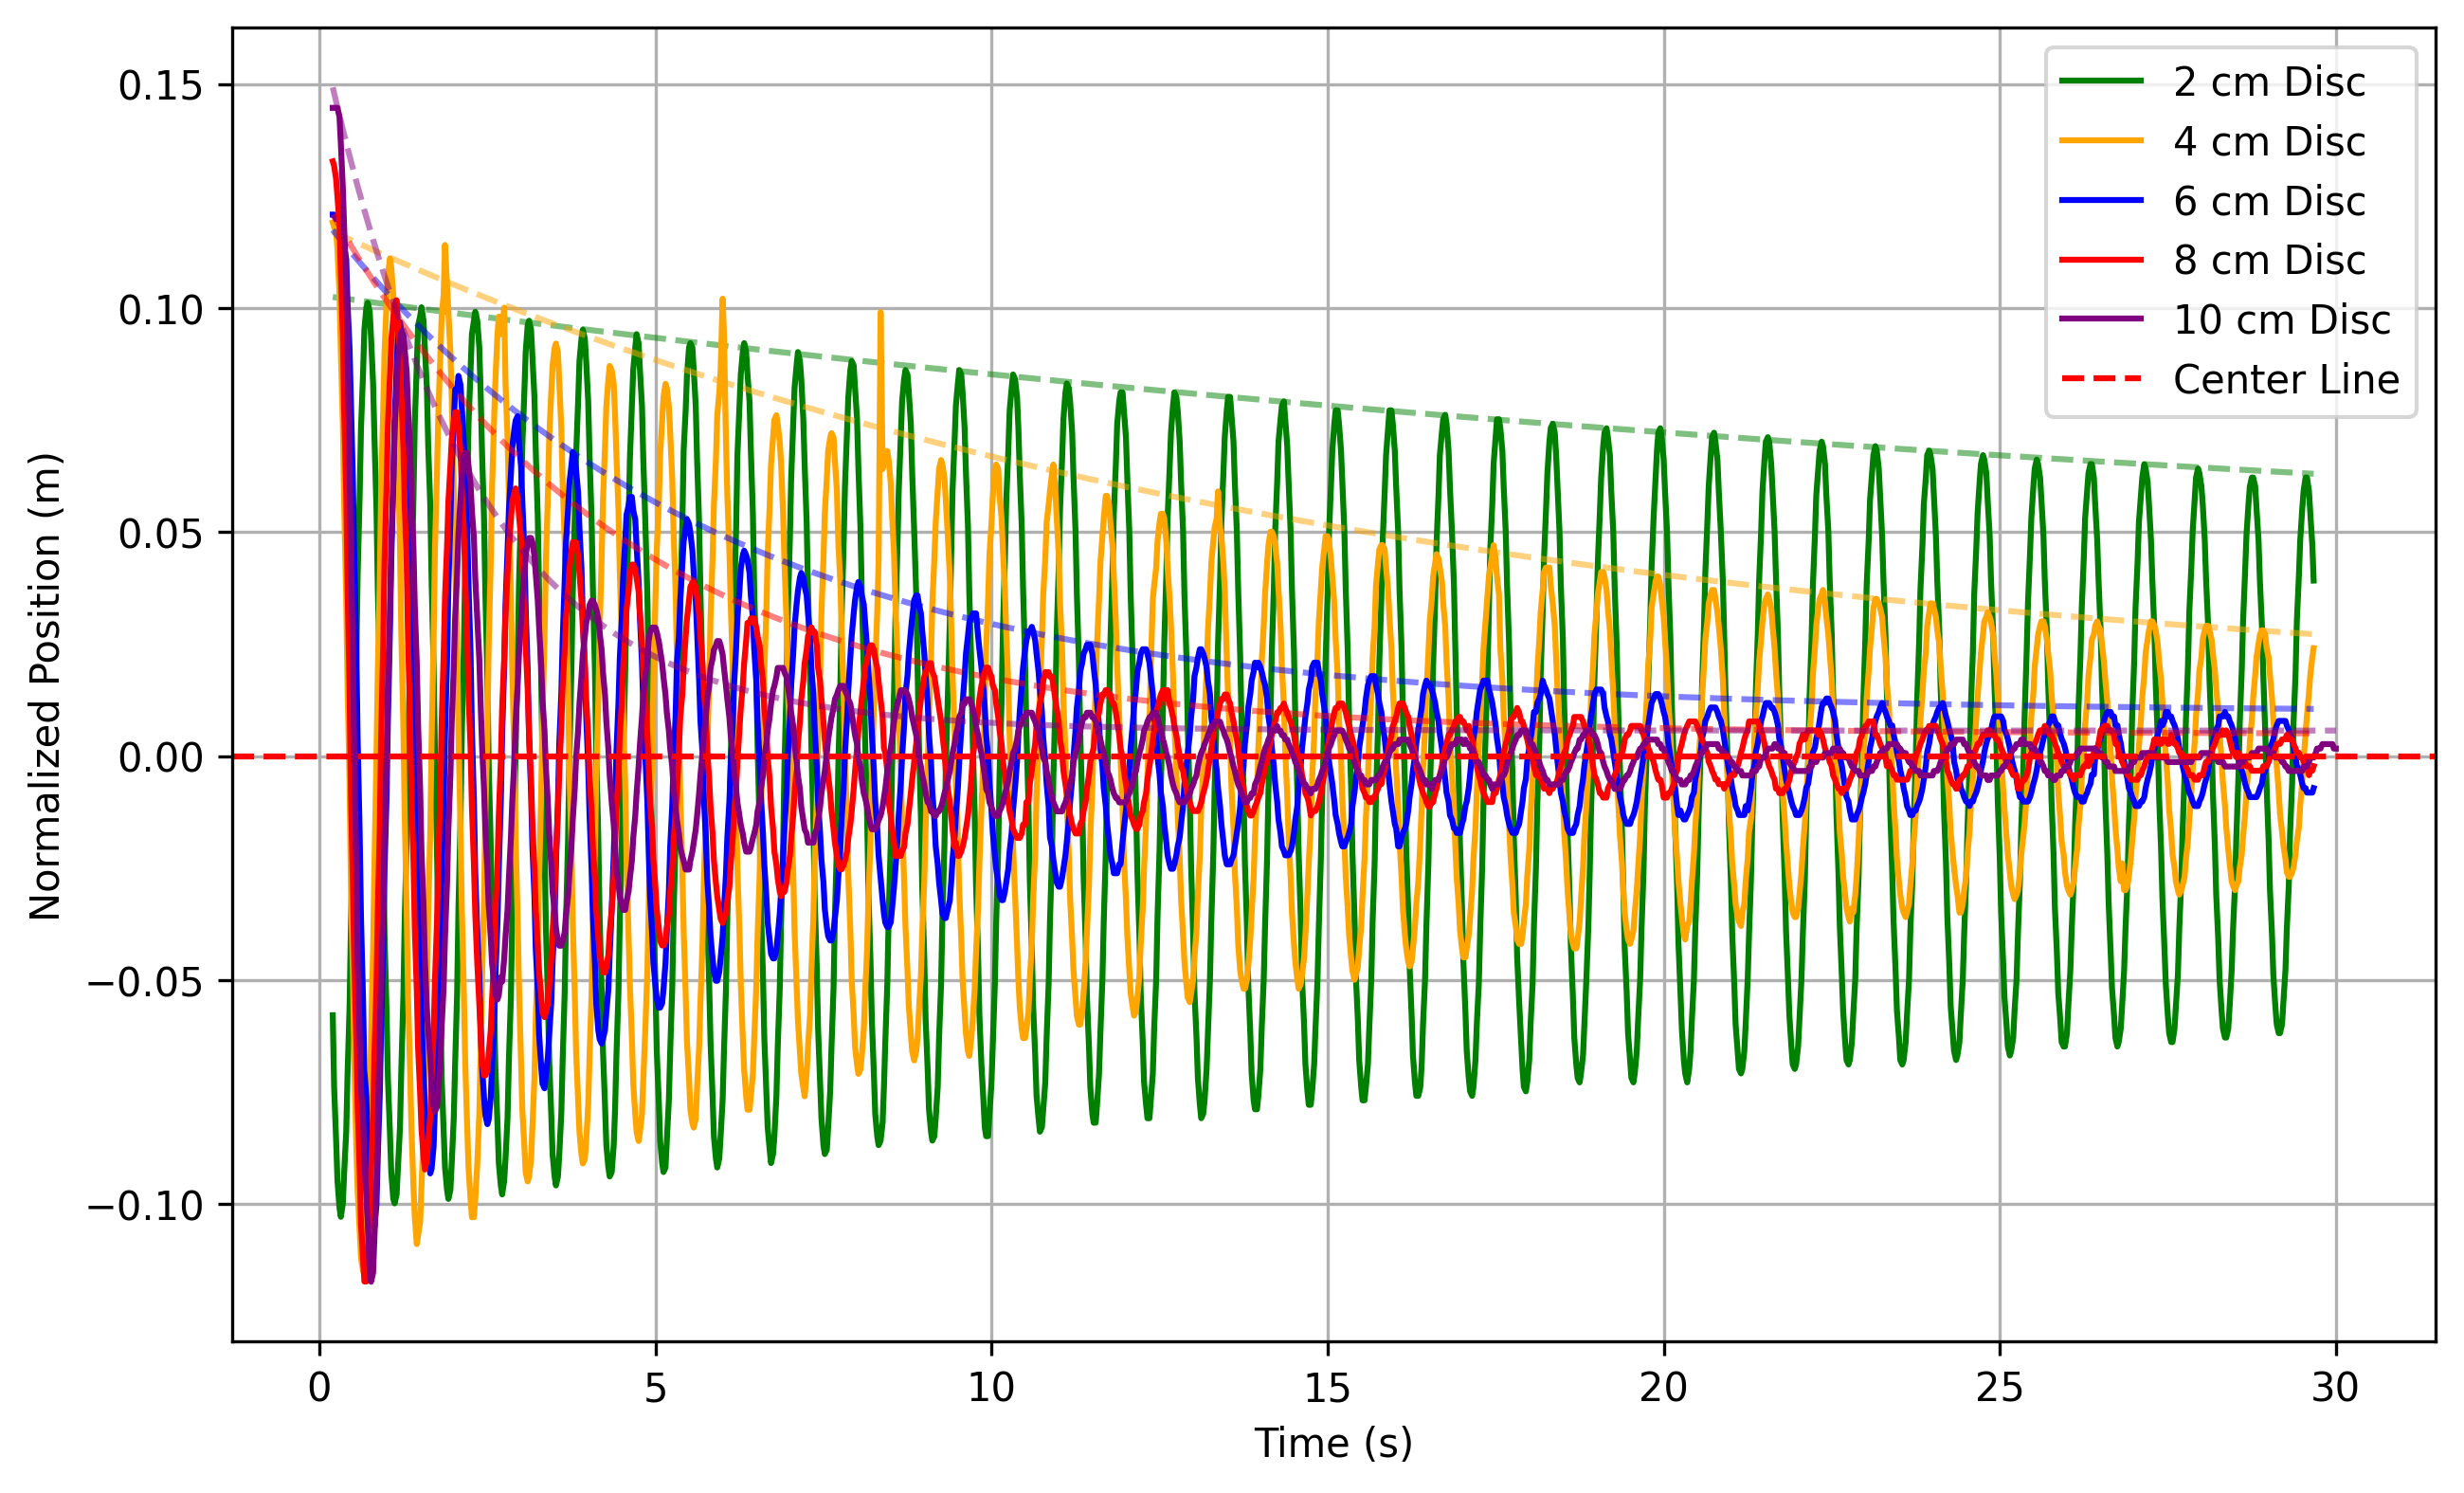 0.15
0.10
0.05
0.00
−0.05
−0.10
Normalized Position (m)
0 5 10 15 20 25 30
Time (s)
2 cm Disc
4 cm Disc
6 cm Disc
8 cm Disc
10 cm Disc
Center Line